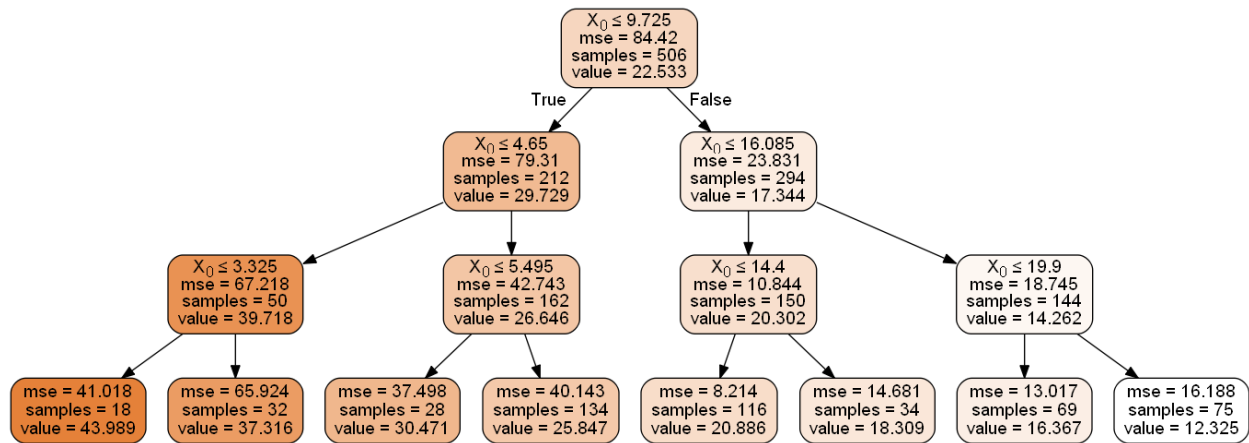 X₀ ≤ 9.725
mse = 84.42
samples = 506
value = 22.533
True
False
X₀ ≤ 4.65
mse = 79.31
samples = 212
value = 29.729
X₀ ≤ 16.085
mse = 23.831
samples = 294
value = 17.344
X₀ ≤ 3.325
mse = 67.218
samples = 50
value = 39.718
X₀ ≤ 5.495
mse = 42.743
samples = 162
value = 26.646
X₀ ≤ 14.4
mse = 10.844
samples = 150
value = 20.302
X₀ ≤ 19.9
mse = 18.745
samples = 144
value = 14.262
mse = 41.018
samples = 18
value = 43.989
mse = 65.924
samples = 32
value = 37.316
mse = 37.498
samples = 28
value = 30.471
mse = 40.143
samples = 134
value = 25.847
mse = 8.214
samples = 116
value = 20.886
mse = 14.681
samples = 34
value = 18.309
mse = 13.017
samples = 69
value = 16.367
mse = 16.188
samples = 75
value = 12.325